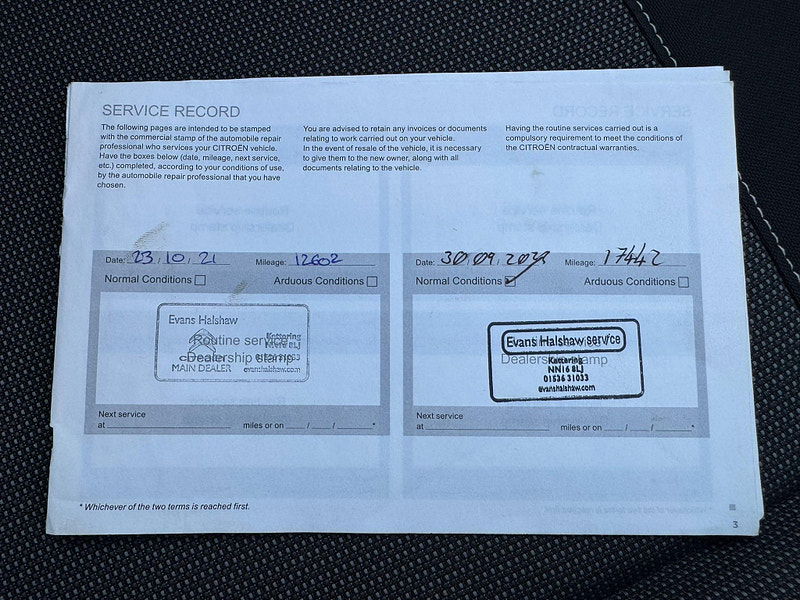 SERVICE RECORD
The following pages are intended to be stamped
with the commercial stamp of the automobile repair
professional who services your CITROËN vehicle.
Have the boxes below (date, mileage, next service,
etc.) completed, according to your conditions of use,
by the automobile repair professional that you have
chosen.
You are advised to retain any invoices or documents
relating to work carried out on your vehicle.
In the event of resale of the vehicle, it is necessary
to give them to the new owner, along with all
documents relating to the vehicle.
Having the routine services carried out is a
compulsory requirement to meet the conditions of
the CITROËN contractual warranties.
Date: 23, 10, 21 Mileage: 12602
Normal Conditions Arduous Conditions
Evans Halshaw
Routine service
Dealership stamp
MAIN DEALER
Kettering
NN16 8LJ
01536 31033
evanshalshaw.com
Next service
at miles or on / / *
Date: 30, 09, Mileage: 17442
Normal Conditions Arduous Conditions
Evans Halshaw service
Dealership stamp
Kettering
NN16 8LJ
01536 31033
evanshalshaw.com
Next service
at miles or on / / *
* Whichever of the two terms is reached first.
3